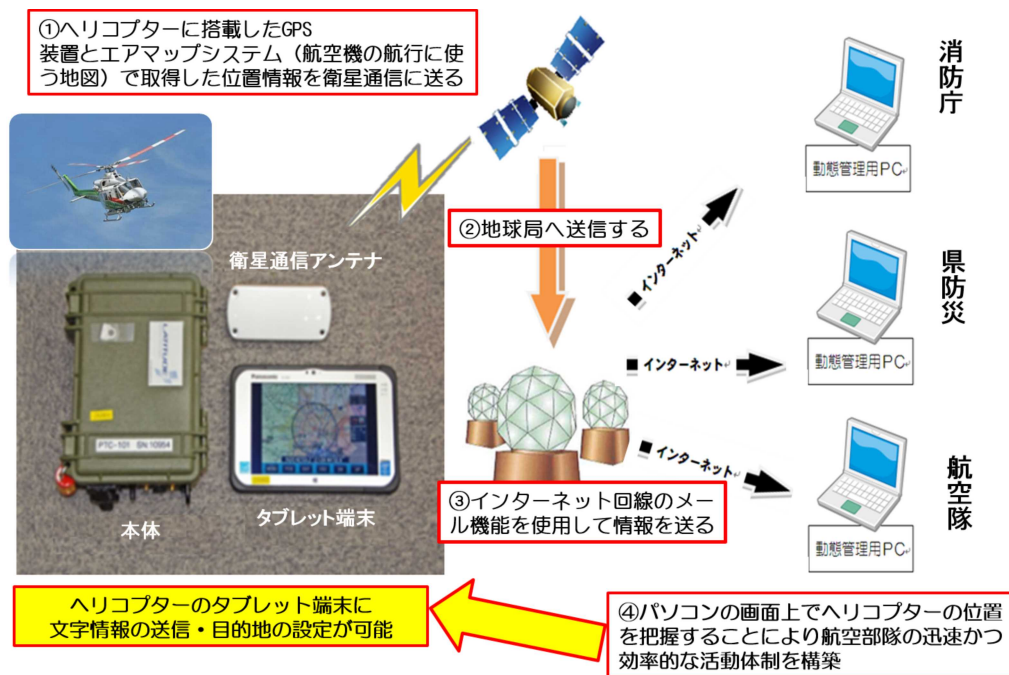 ①ヘリコプターに搭載したGPS
装置とエアマップシステム（航空機の航行に使
う地図）で取得した位置情報を衛星通信に送る
消防庁
動態管理用PC
②地球局へ送信する
インターネット
衛星通信アンテナ
県防災
動態管理用PC
インターネット
LATITUDE
Panasonic
PTC-101 SN:10954
本体
タブレット端末
インターネット
航空隊
動態管理用PC
③インターネット回線のメー
ル機能を使用して情報を送る
ヘリコプターのタブレット端末に
文字情報の送信・目的地の設定が可能
④パソコンの画面上でヘリコプターの位置
を把握することにより航空部隊の迅速かつ
効率的な活動体制を構築